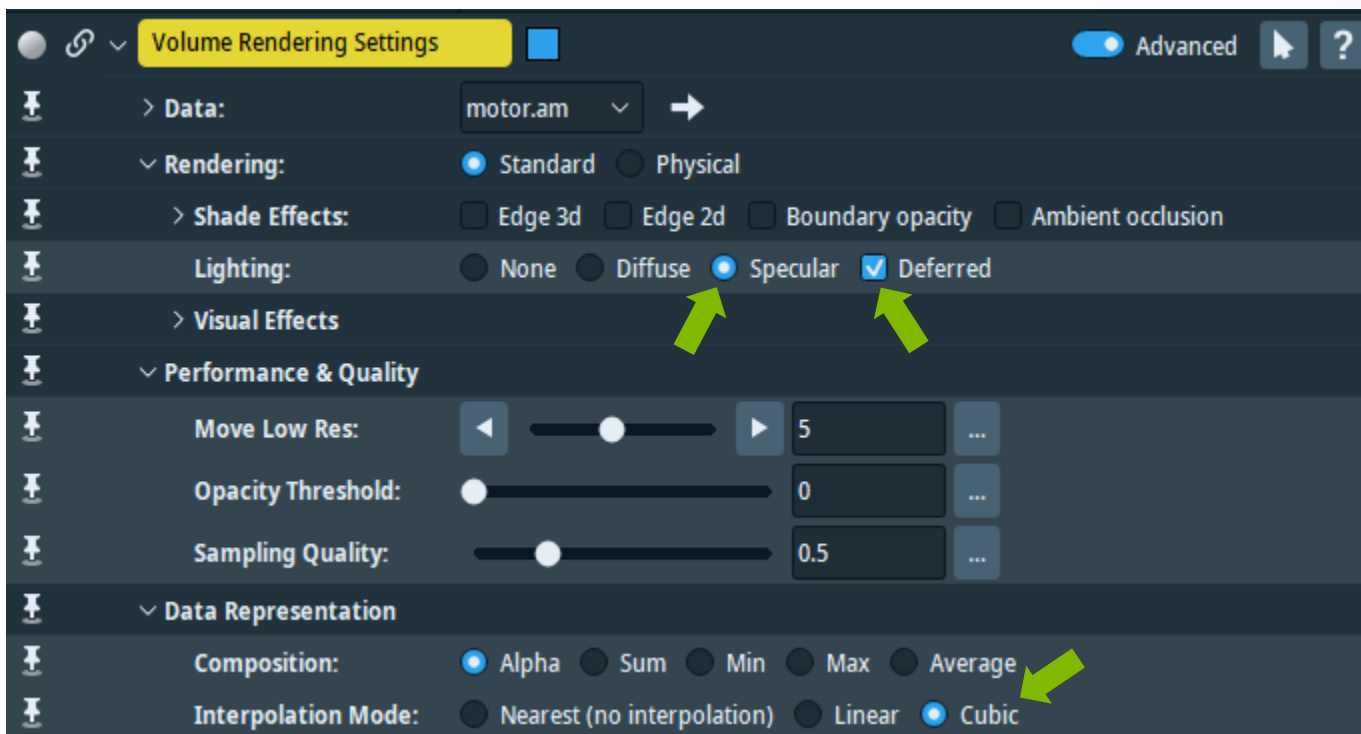 Volume Rendering Settings Advanced ?
Data: motor.am
Rendering: Standard Physical
Shade Effects: Edge 3d Edge 2d Boundary opacity Ambient occlusion
Lighting: None Diffuse Specular Deferred
Visual Effects
Performance & Quality
Move Low Res: 5 ...
Opacity Threshold: 0 ...
Sampling Quality: 0.5 ...
Data Representation
Composition: Alpha Sum Min Max Average
Interpolation Mode: Nearest (no interpolation) Linear Cubic